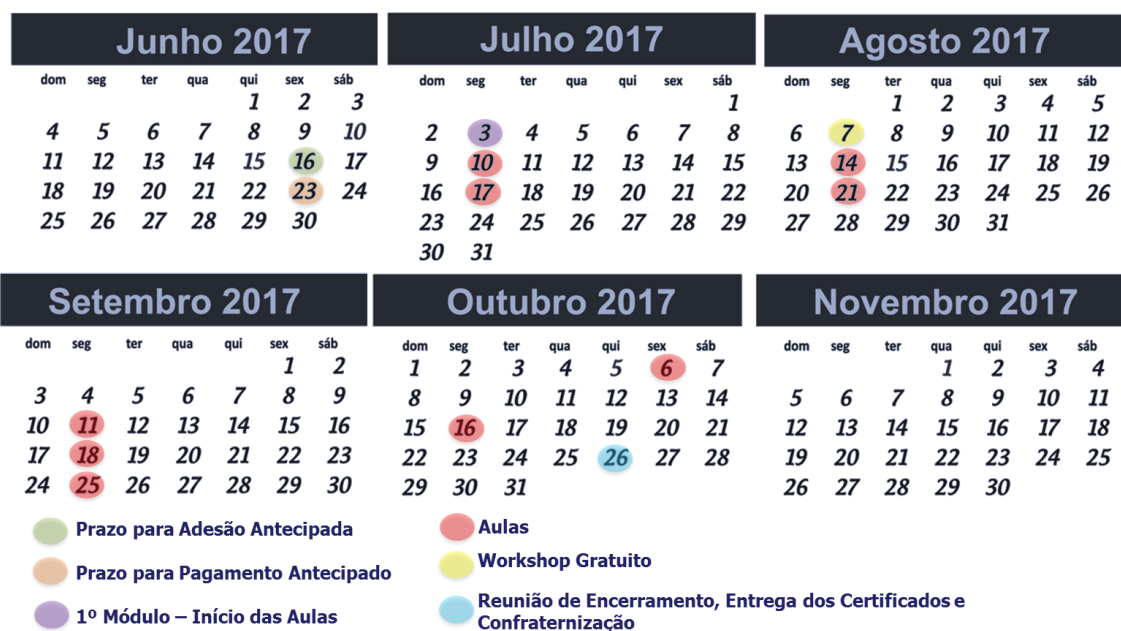 Junho 2017
dom seg ter qua qui sex sáb
1 2 3
4 5 6 7 8 9 10
11 12 13 14 15 16 17
18 19 20 21 22 23 24
25 26 27 28 29 30
Julho 2017
dom seg ter qua qui sex sáb
1
2 3 4 5 6 7 8
9 10 11 12 13 14 15
16 17 18 19 20 21 22
23 24 25 26 27 28 29
30 31
Agosto 2017
dom seg ter qua qui sex sáb
1 2 3 4 5
6 7 8 9 10 11 12
13 14 15 16 17 18 19
20 21 22 23 24 25 26
27 28 29 30 31
Setembro 2017
dom seg ter qua qui sex sáb
1 2
3 4 5 6 7 8 9
10 11 12 13 14 15 16
17 18 19 20 21 22 23
24 25 26 27 28 29 30
Outubro 2017
dom seg ter qua qui sex sáb
1 2 3 4 5 6 7
8 9 10 11 12 13 14
15 16 17 18 19 20 21
22 23 24 25 26 27 28
29 30 31
Novembro 2017
dom seg ter qua qui sex sáb
1 2 3 4
5 6 7 8 9 10 11
12 13 14 15 16 17 18
19 20 21 22 23 24 25
26 27 28 29 30
Prazo para Adesão Antecipada
Prazo para Pagamento Antecipado
1º Módulo – Início das Aulas
Aulas
Workshop Gratuito
Reunião de Encerramento, Entrega dos Certificados e
Confraternização